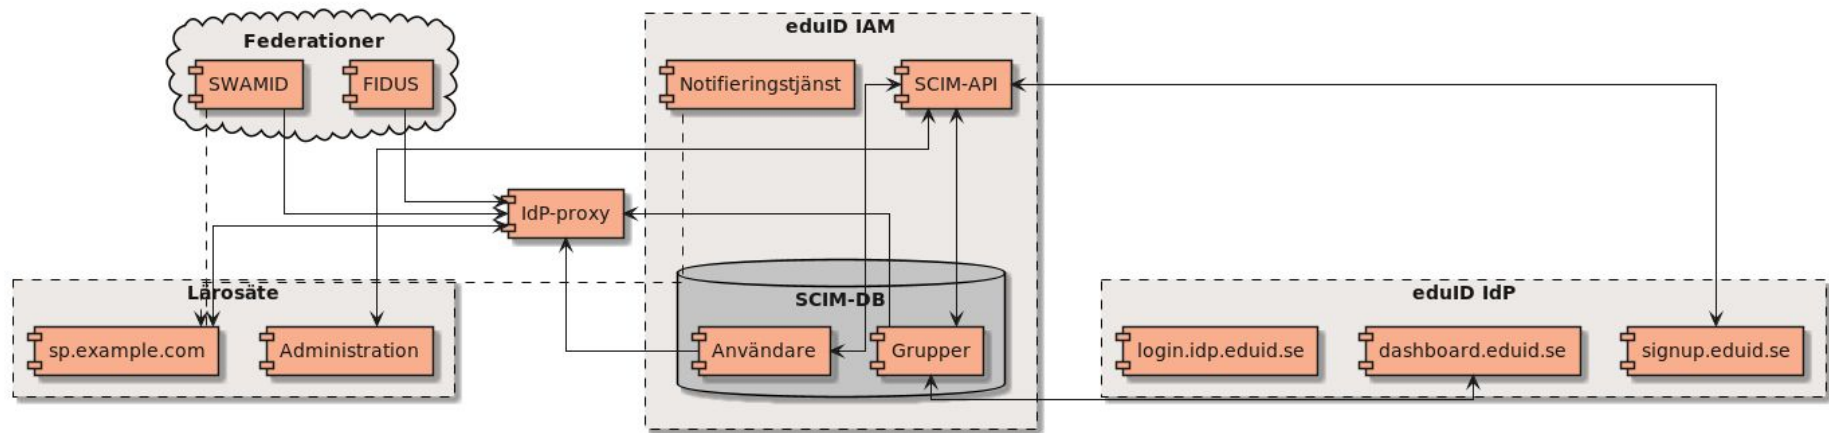 Federationer
SWAMID
FIDUS
eduID IAM
Notifieringstjänst
SCIM-API
IdP-proxy
Lärosäte
sp.example.com
Administration
SCIM-DB
Användare
Grupper
eduID IdP
login.idp.eduid.se
dashboard.eduid.se
signup.eduid.se